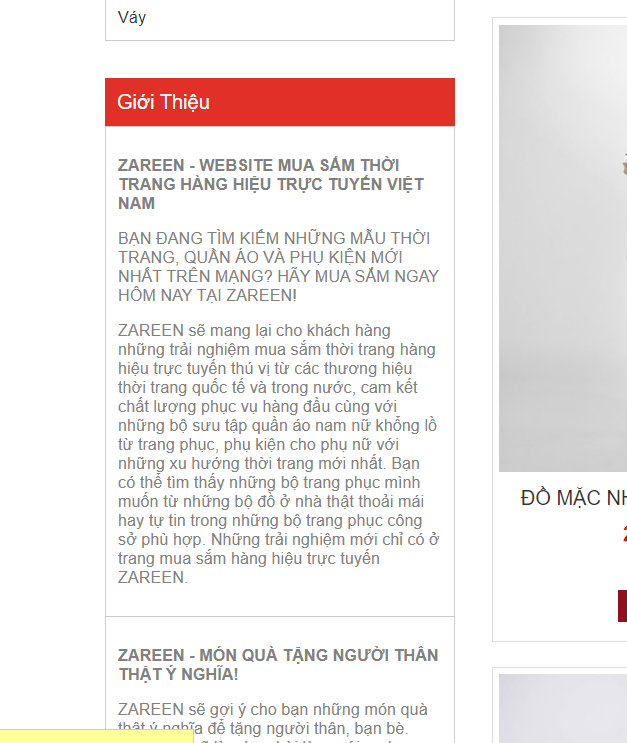 Váy
Giới Thiệu
ZAREEN - WEBSITE MUA SẮM THỜI
TRANG HÀNG HIỆU TRỰC TUYẾN VIỆT
NAM
BẠN ĐANG TÌM KIẾM NHỮNG MẪU THỜI
TRANG, QUẦN ÁO VÀ PHỤ KIỆN MỚI
NHẤT TRÊN MẠNG? HÃY MUA SẮM NGAY
HÔM NAY TẠI ZAREEN!
ZAREEN sẽ mang lại cho khách hàng
những trải nghiệm mua sắm thời trang hàng
hiệu trực tuyến thú vị từ các thương hiệu
thời trang quốc tế và trong nước, cam kết
chất lượng phục vụ hàng đầu cùng với
những bộ sưu tập quần áo nam nữ khổng lồ
từ trang phục, phụ kiện cho phụ nữ với
những xu hướng thời trang mới nhất. Bạn
có thể tìm thấy những bộ trang phục mình
muốn từ những bộ đồ ở nhà thật thoải mái
hay tự tin trong những bộ trang phục công
sở phù hợp. Những trải nghiệm mới chỉ có ở
trang mua sắm hàng hiệu trực tuyến
ZAREEN.
ZAREEN - MÓN QUÀ TẶNG NGƯỜI THÂN
THẬT Ý NGHĨA!
ZAREEN sẽ gợi ý cho bạn những món quà
thật ý nghĩa để tặng người thân, bạn bè.
ĐỒ MẶC NH